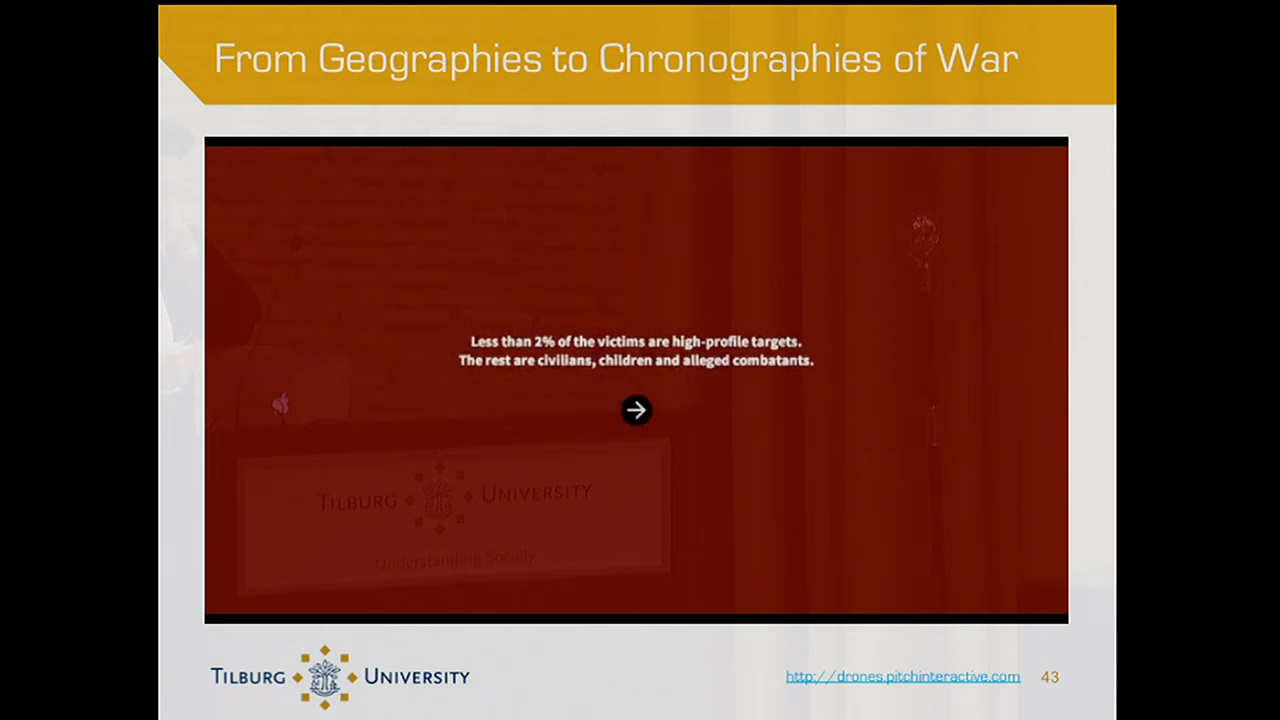 From Geographies to Chronographies of War
Less than 2% of the victims are high-profile targets.
The rest are civilians, children and alleged combatants.
TILBURG UNIVERSITY
Understanding Society
TILBURG UNIVERSITY
http://drones.pitchinteractive.com
43